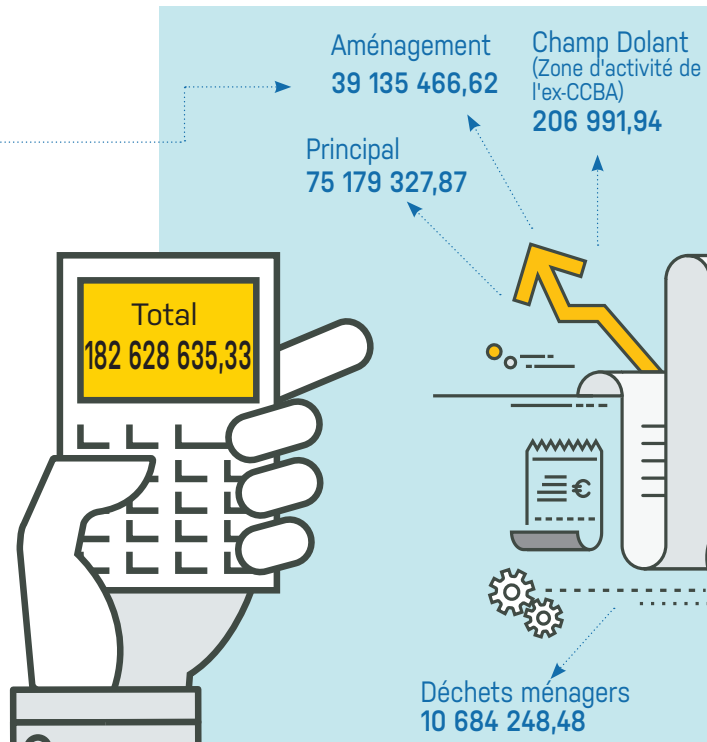 Aménagement
39 135 466,62
Champ Dolant
(Zone d'activité de
l'ex-CCBA)
206 991,94
Principal
75 179 327,87
Total
182 628 635,33
€
Déchets ménagers
10 684 248,48